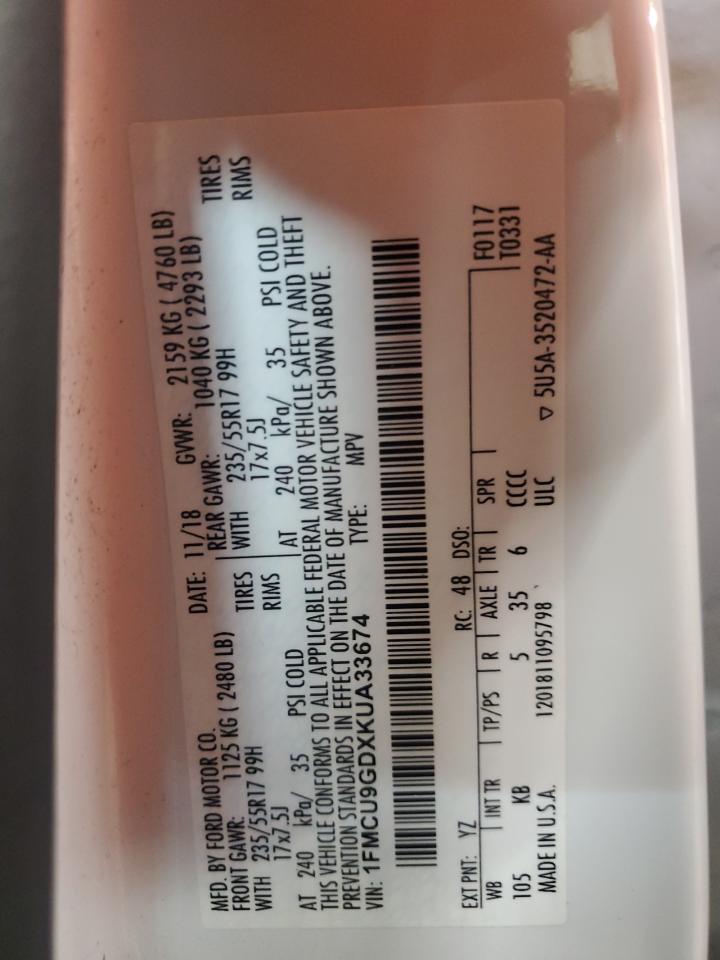 MFD. BY FORD MOTOR CO. DATE: 11/18 GVWR: 2159 KG ( 4760 LB)
FRONT GAWR: 1125 KG ( 2480 LB) REAR GAWR: 1040 KG ( 2293 LB)
WITH 235/55R17 99H TIRES WITH 235/55R17 99H TIRES
17x7.5J RIMS 17x7.5J RIMS
AT 240 kPa/ 35 PSI COLD AT 240 kPa/ 35 PSI COLD
THIS VEHICLE CONFORMS TO ALL APPLICABLE FEDERAL MOTOR VEHICLE SAFETY AND THEFT
PREVENTION STANDARDS IN EFFECT ON THE DATE OF MANUFACTURE SHOWN ABOVE.
VIN: 1FMCU9GDXKUA33674 TYPE: MPV
EXT PNT: YZ RC: 48 DSO: F0117
WB INT TR TP/PS R AXLE TR SPR T0331
105 KB 5 35 6 CCCC
MADE IN U.S.A. 1201811095798 ULC ▽ 5U5A-3520472-AA